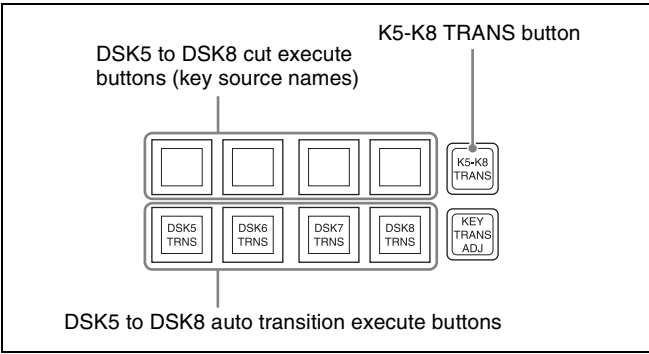 K5-K8 TRANS button
DSK5 to DSK8 cut execute
buttons (key source names)
K5-K8
TRANS
DSK5
TRNS
DSK6
TRNS
DSK7
TRNS
DSK8
TRNS
KEY
TRANS
ADJ
DSK5 to DSK8 auto transition execute buttons